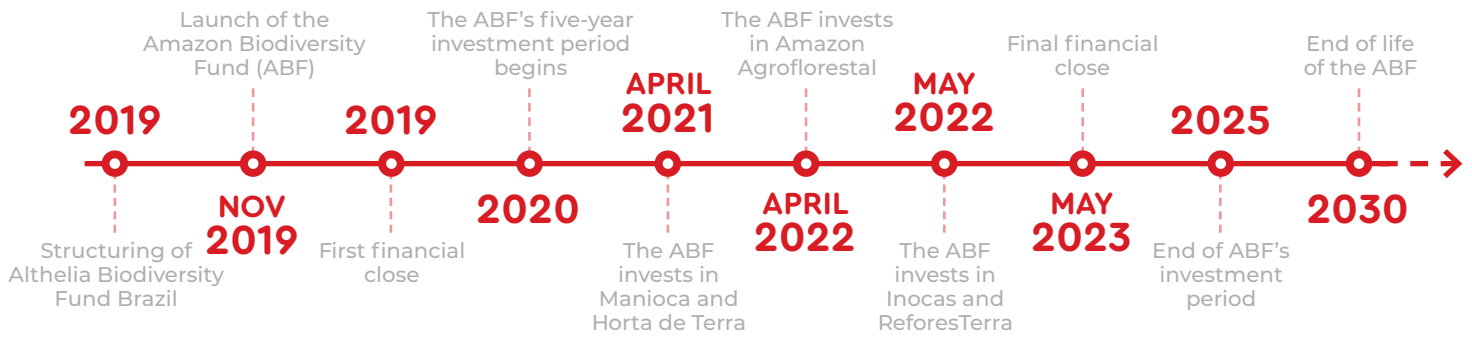 2019
Structuring of
Althelia Biodiversity
Fund Brazil
Launch of the
Amazon Biodiversity
Fund (ABF)
NOV
2019
2019
First financial
close
The ABF's five-year
investment period
begins
2020
APRIL
2021
The ABF
invests in
Manioca and
Horta de Terra
The ABF invests
in Amazon
Agroflorestal
APRIL
2022
MAY
2022
The ABF
invests in
Inocas and
ReforesTerra
Final financial
close
MAY
2023
2025
End of ABF's
investment
period
End of life
of the ABF
2030